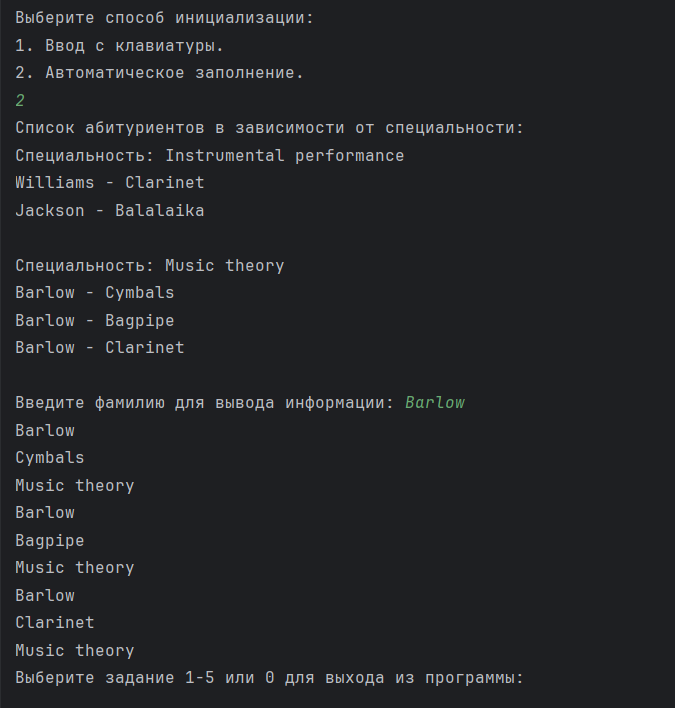 Выберите способ инициализации:
1. Ввод с клавиатуры.
2. Автоматическое заполнение.
2
Список абитуриентов в зависимости от специальности:
Специальность: Instrumental performance
Williams - Clarinet
Jackson - Balalaika
Специальность: Music theory
Barlow - Cymbals
Barlow - Bagpipe
Barlow - Clarinet
Введите фамилию для вывода информации: Barlow
Barlow
Cymbals
Music theory
Barlow
Bagpipe
Music theory
Barlow
Clarinet
Music theory
Выберите задание 1-5 или 0 для выхода из программы: